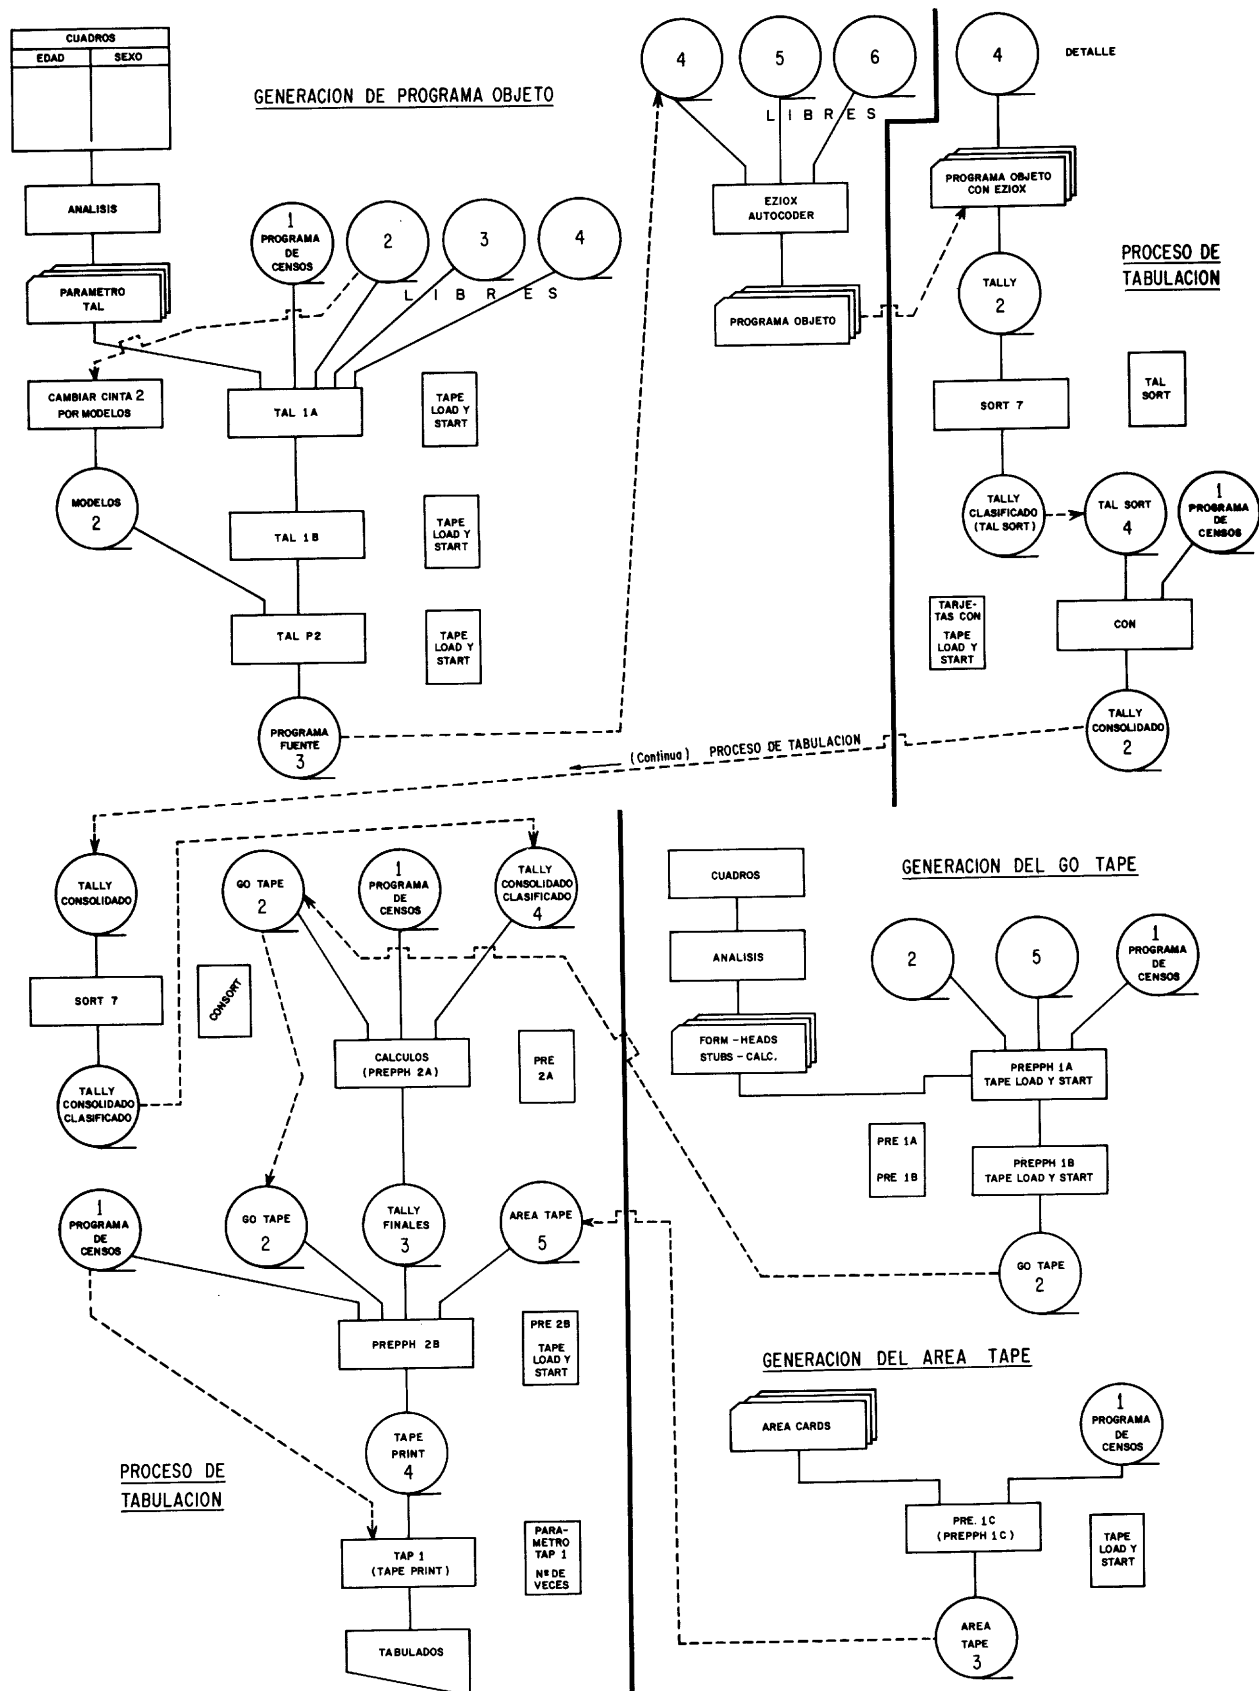 CUADROS
EDAD SEXO
GENERACION DE PROGRAMA OBJETO
ANALISIS
PARAMETRO
TAL
1
PROGRAMA
DE
CENSOS
2
3
4
LIBRES
CAMBIAR CINTA 2
POR MODELOS
TAL 1A
TAPE
LOAD Y
START
MODELOS
2
TAL 1B
TAPE
LOAD Y
START
TAL P2
TAPE
LOAD Y
START
PROGRAMA
FUENTE
3
4
5
6
LIBRES
EZIOX
AUTOCODER
PROGRAMA OBJETO
4
DETALLE
PROGRAMA OBJETO
CON EZIOX
PROCESO DE
TABULACION
TALLY
2
SORT 7
TAL
SORT
TALLY
CLASIFICADO
(TAL SORT)
TAL SORT
4
1
PROGRAMA
DE
CENSOS
TARJE-
TAS CON
TAPE
LOAD Y
START
CON
TALLY
CONSOLIDADO
2
(Continua) PROCESO DE TABULACION
TALLY
CONSOLIDADO
GO TAPE
2
1
PROGRAMA
DE
CENSOS
TALLY
CONSOLIDADO
CLASIFICADO
4
SORT 7
CONSORT
CALCULOS
(PREPPH 2A)
PRE
2A
TALLY
CONSOLIDADO
CLASIFICADO
1
PROGRAMA
DE
CENSOS
GO TAPE
2
TALLY
FINALES
3
AREA TAPE
5
PREPPH 2B
PRE 2B
TAPE
LOAD Y
START
TAPE
PRINT
4
PROCESO DE
TABULACION
TAP 1
(TAPE PRINT)
PARA-
METRO
TAP 1
Nº DE
VECES
TABULADOS
GENERACION DEL GO TAPE
CUADROS
ANALISIS
FORM - HEADS
STUBS - CALC.
2
5
1
PROGRAMA
DE
CENSOS
PREPPH 1A
TAPE LOAD Y START
PRE 1A
PRE 1B
PREPPH 1B
TAPE LOAD Y START
GO TAPE
2
GENERACION DEL AREA TAPE
AREA CARDS
1
PROGRAMA
DE
CENSOS
PRE. 1C
(PREPPH 1C)
TAPE
LOAD Y
START
AREA
TAPE
3